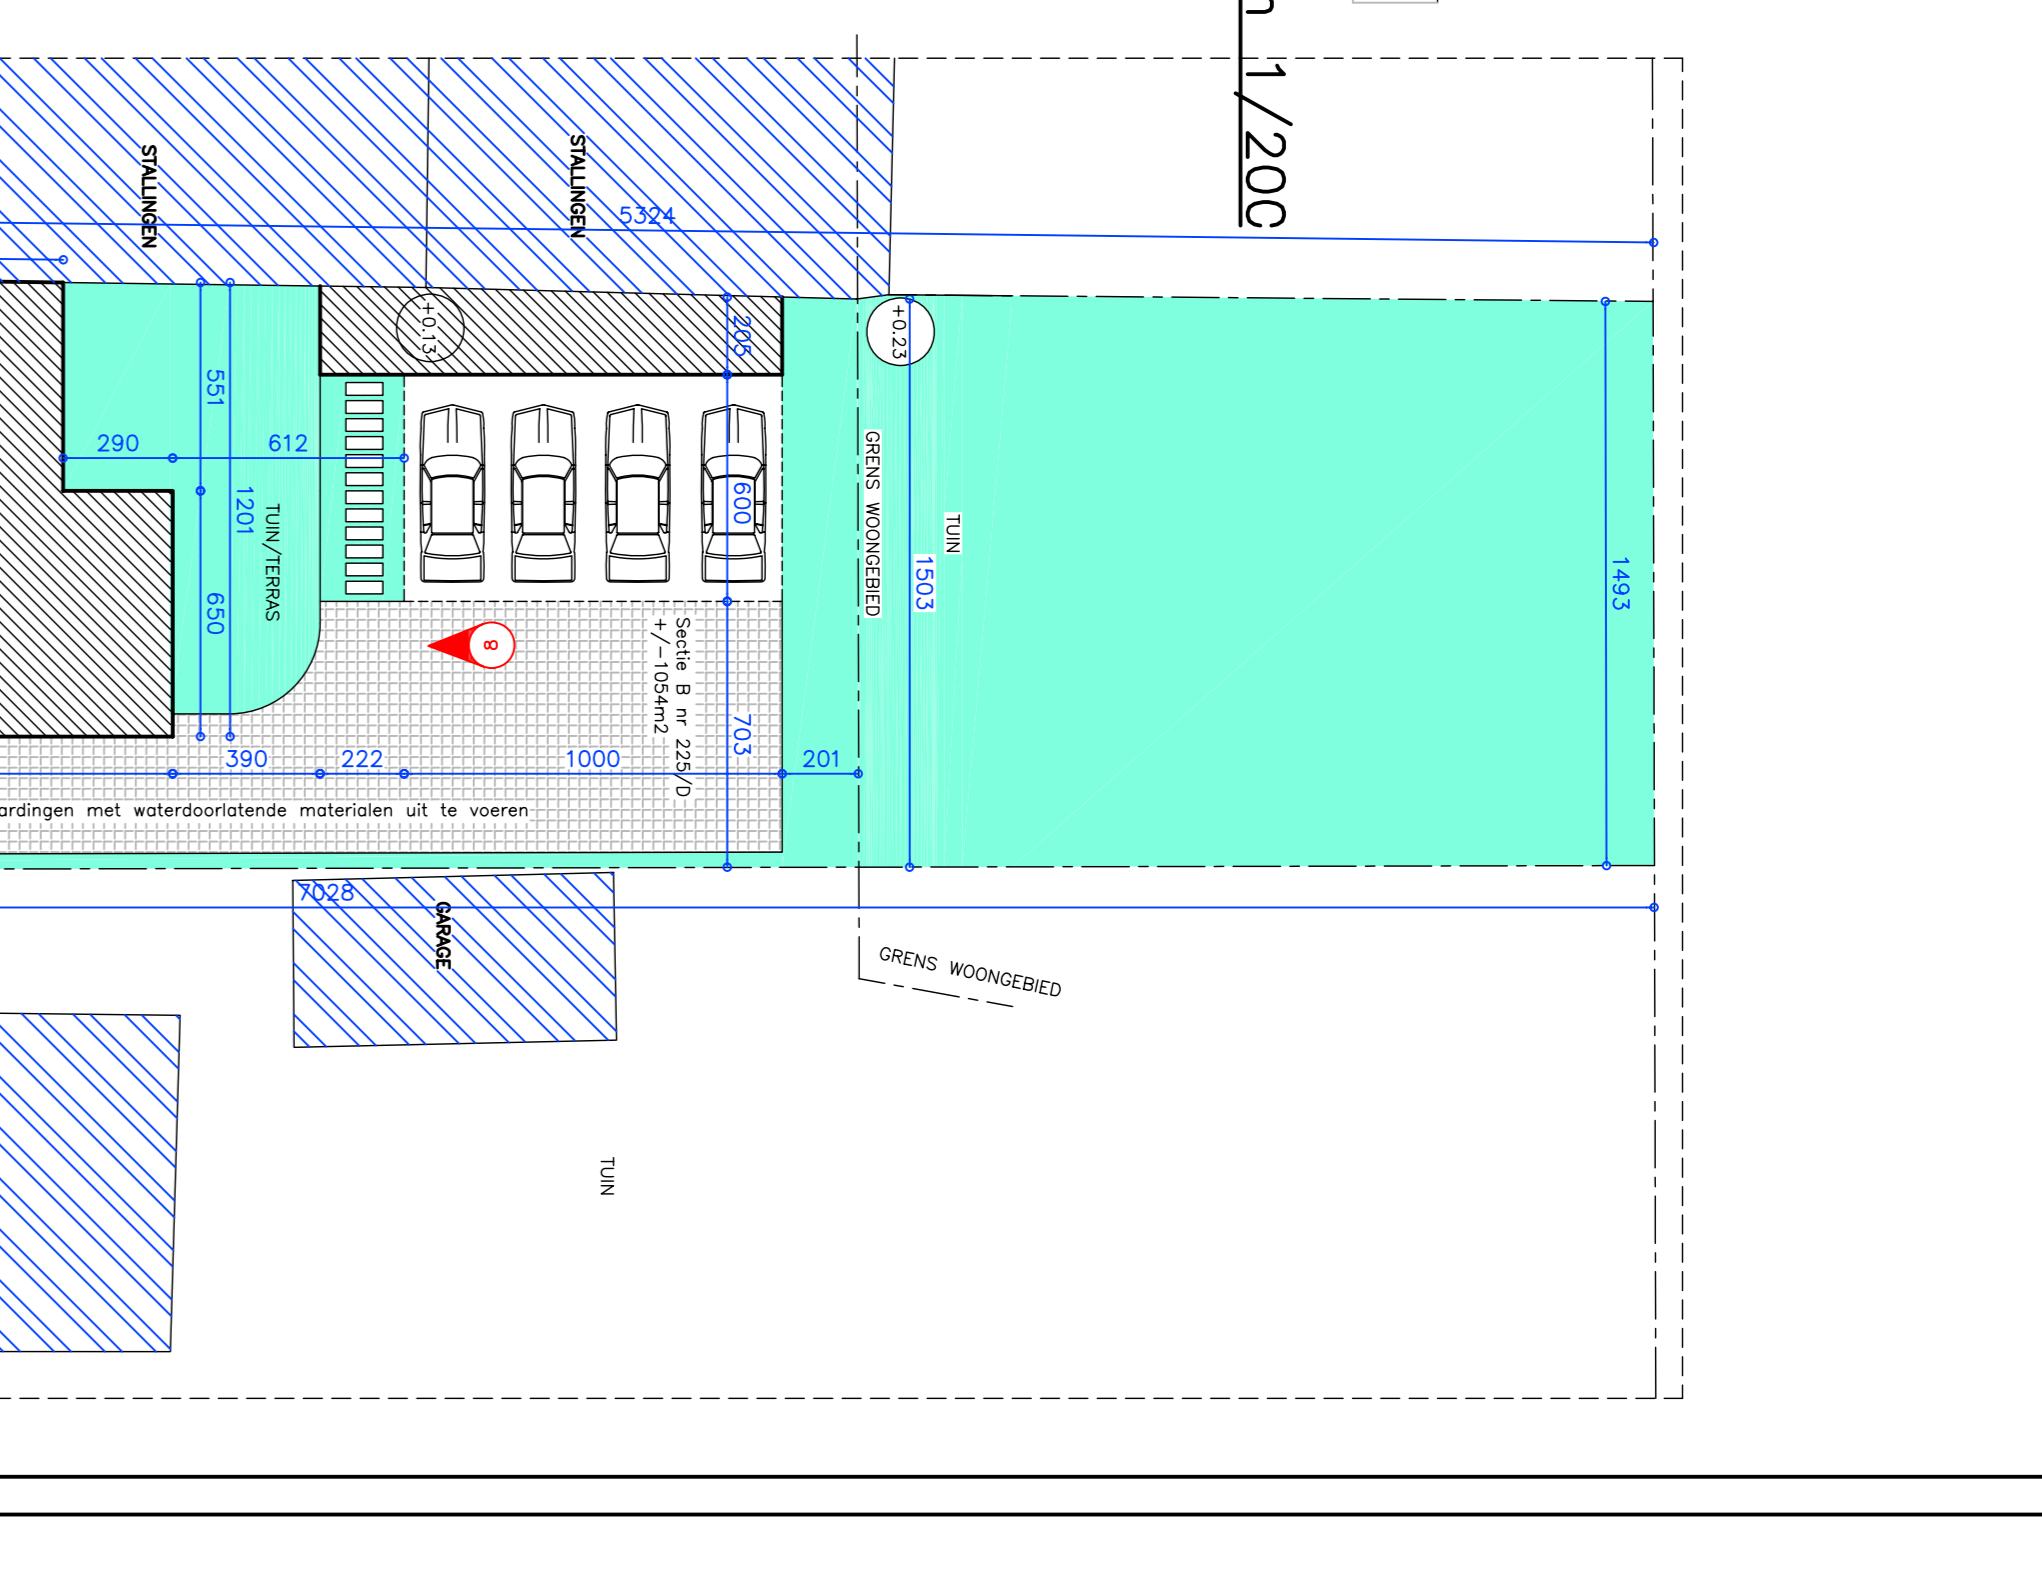 1/200
STALLINGEN
STALLINGEN
5324
+0.13
205
+0.23
551
290
612
1201
TUIN/TERRAS
600
GRENS WOONGEBIED
TUIN
1503
1493
650
8
Sectie B nr 225/D
+/-1054m2
703
390
222
1000
201
ardingen met waterdoorlatende materialen uit te voeren
7028
GARAGE
GRENS WOONGEBIED
TUIN